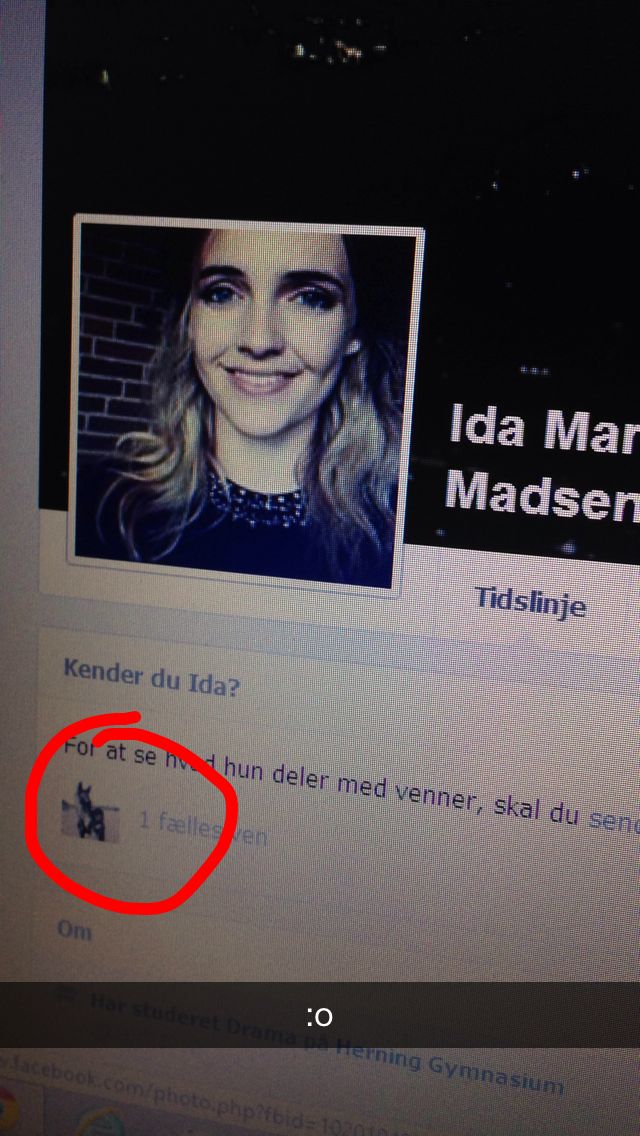 Ida Mar
Madsen
Tidslinje
Kender du Ida?
For at se hvad hun deler med venner, skal du send
1 fælles ven
Om
:o
Har studeret Drama på Herning Gymnasium
.facebook.com/photo.php?fbid=1020